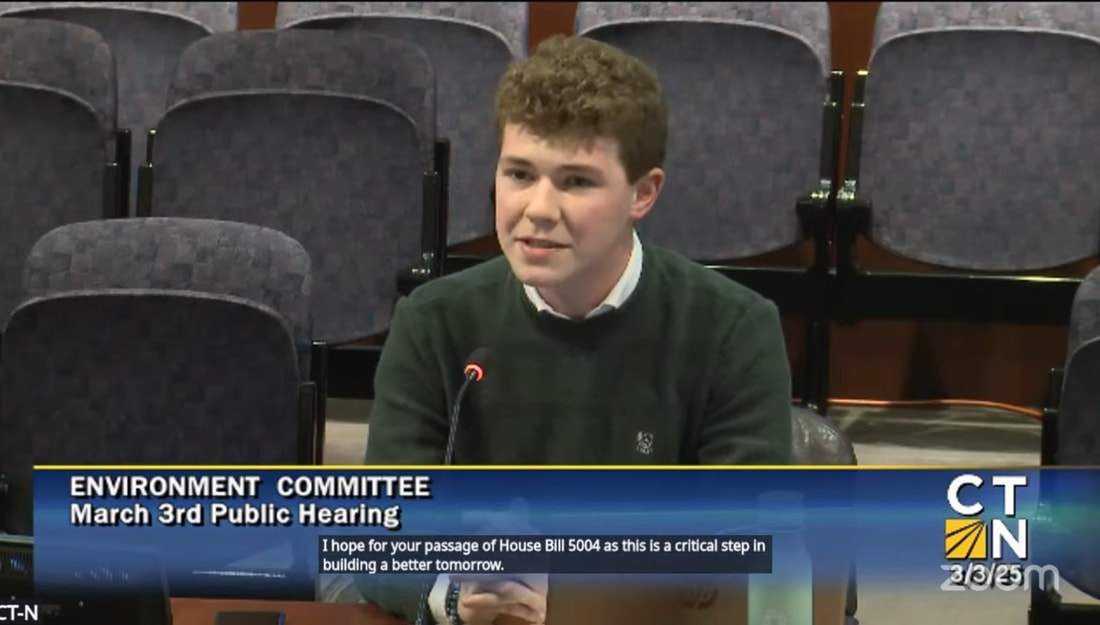 ENVIRONMENT COMMITTEE
March 3rd Public Hearing
CT
N
I hope for your passage of House Bill 5004 as this is a critical step in
building a better tomorrow.
3/3/25
zoom
hp
CT-N